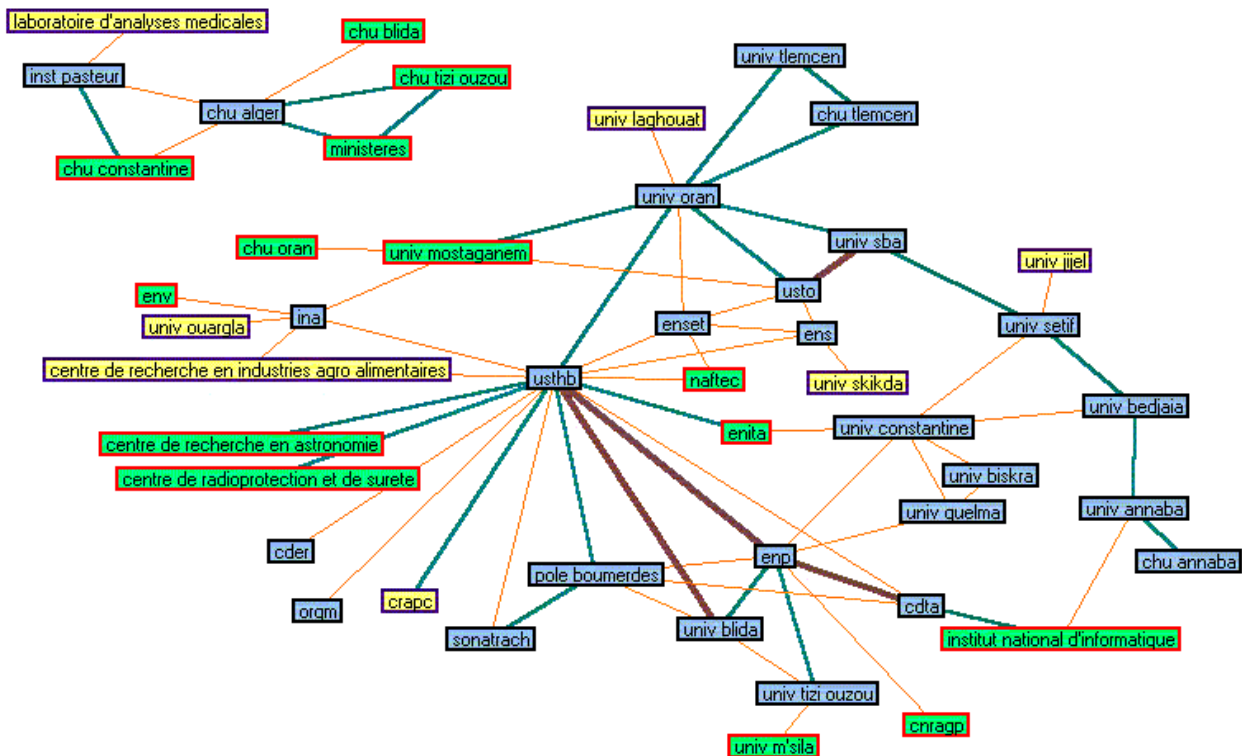 laboratoire d'analyses medicales
chu blida
univ tlemcen
inst pasteur
chu tizi ouzou
chu alger
chu tlemcen
univ laghouat
ministeres
chu constantine
univ oran
chu oran
univ mostaganem
univ sba
univ jijel
env
usto
ina
univ ouargla
enset
ens
univ setif
centre de recherche en industries agro alimentaires
usthb
naftec
univ skikda
univ bedjaia
centre de recherche en astronomie
enita
univ constantine
centre de radioprotection et de surete
univ biskra
univ guelma
univ annaba
cder
enp
chu annaba
pole boumerdes
orgm
crapc
cdta
sonatrach
univ blida
institut national d'informatique
univ tizi ouzou
cnragp
univ m'sila